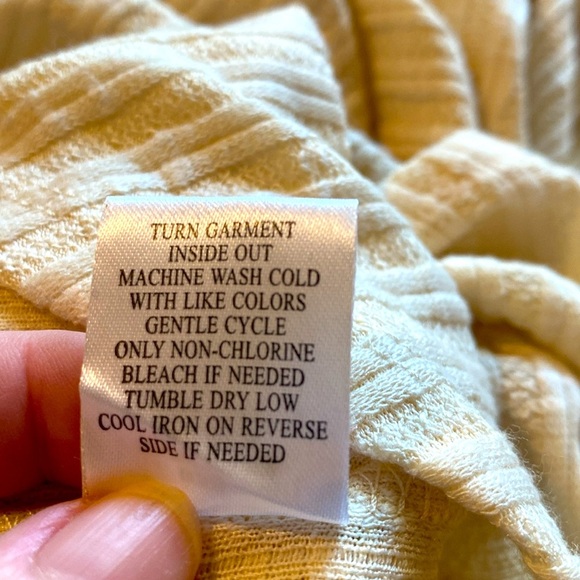 TURN GARMENT
INSIDE OUT
MACHINE WASH COLD
WITH LIKE COLORS
GENTLE CYCLE
ONLY NON-CHLORINE
BLEACH IF NEEDED
TUMBLE DRY LOW
COOL IRON ON REVERSE
SIDE IF NEEDED